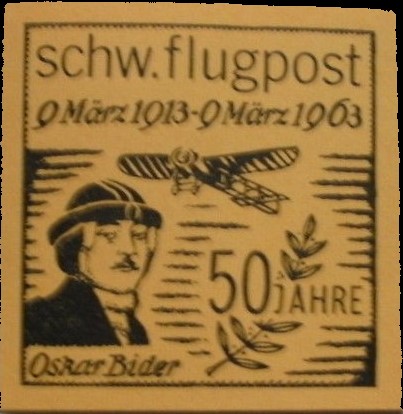 schw. flugpost
9 März 1913-9 März 1963
50 JAHRE
Oskar Bider